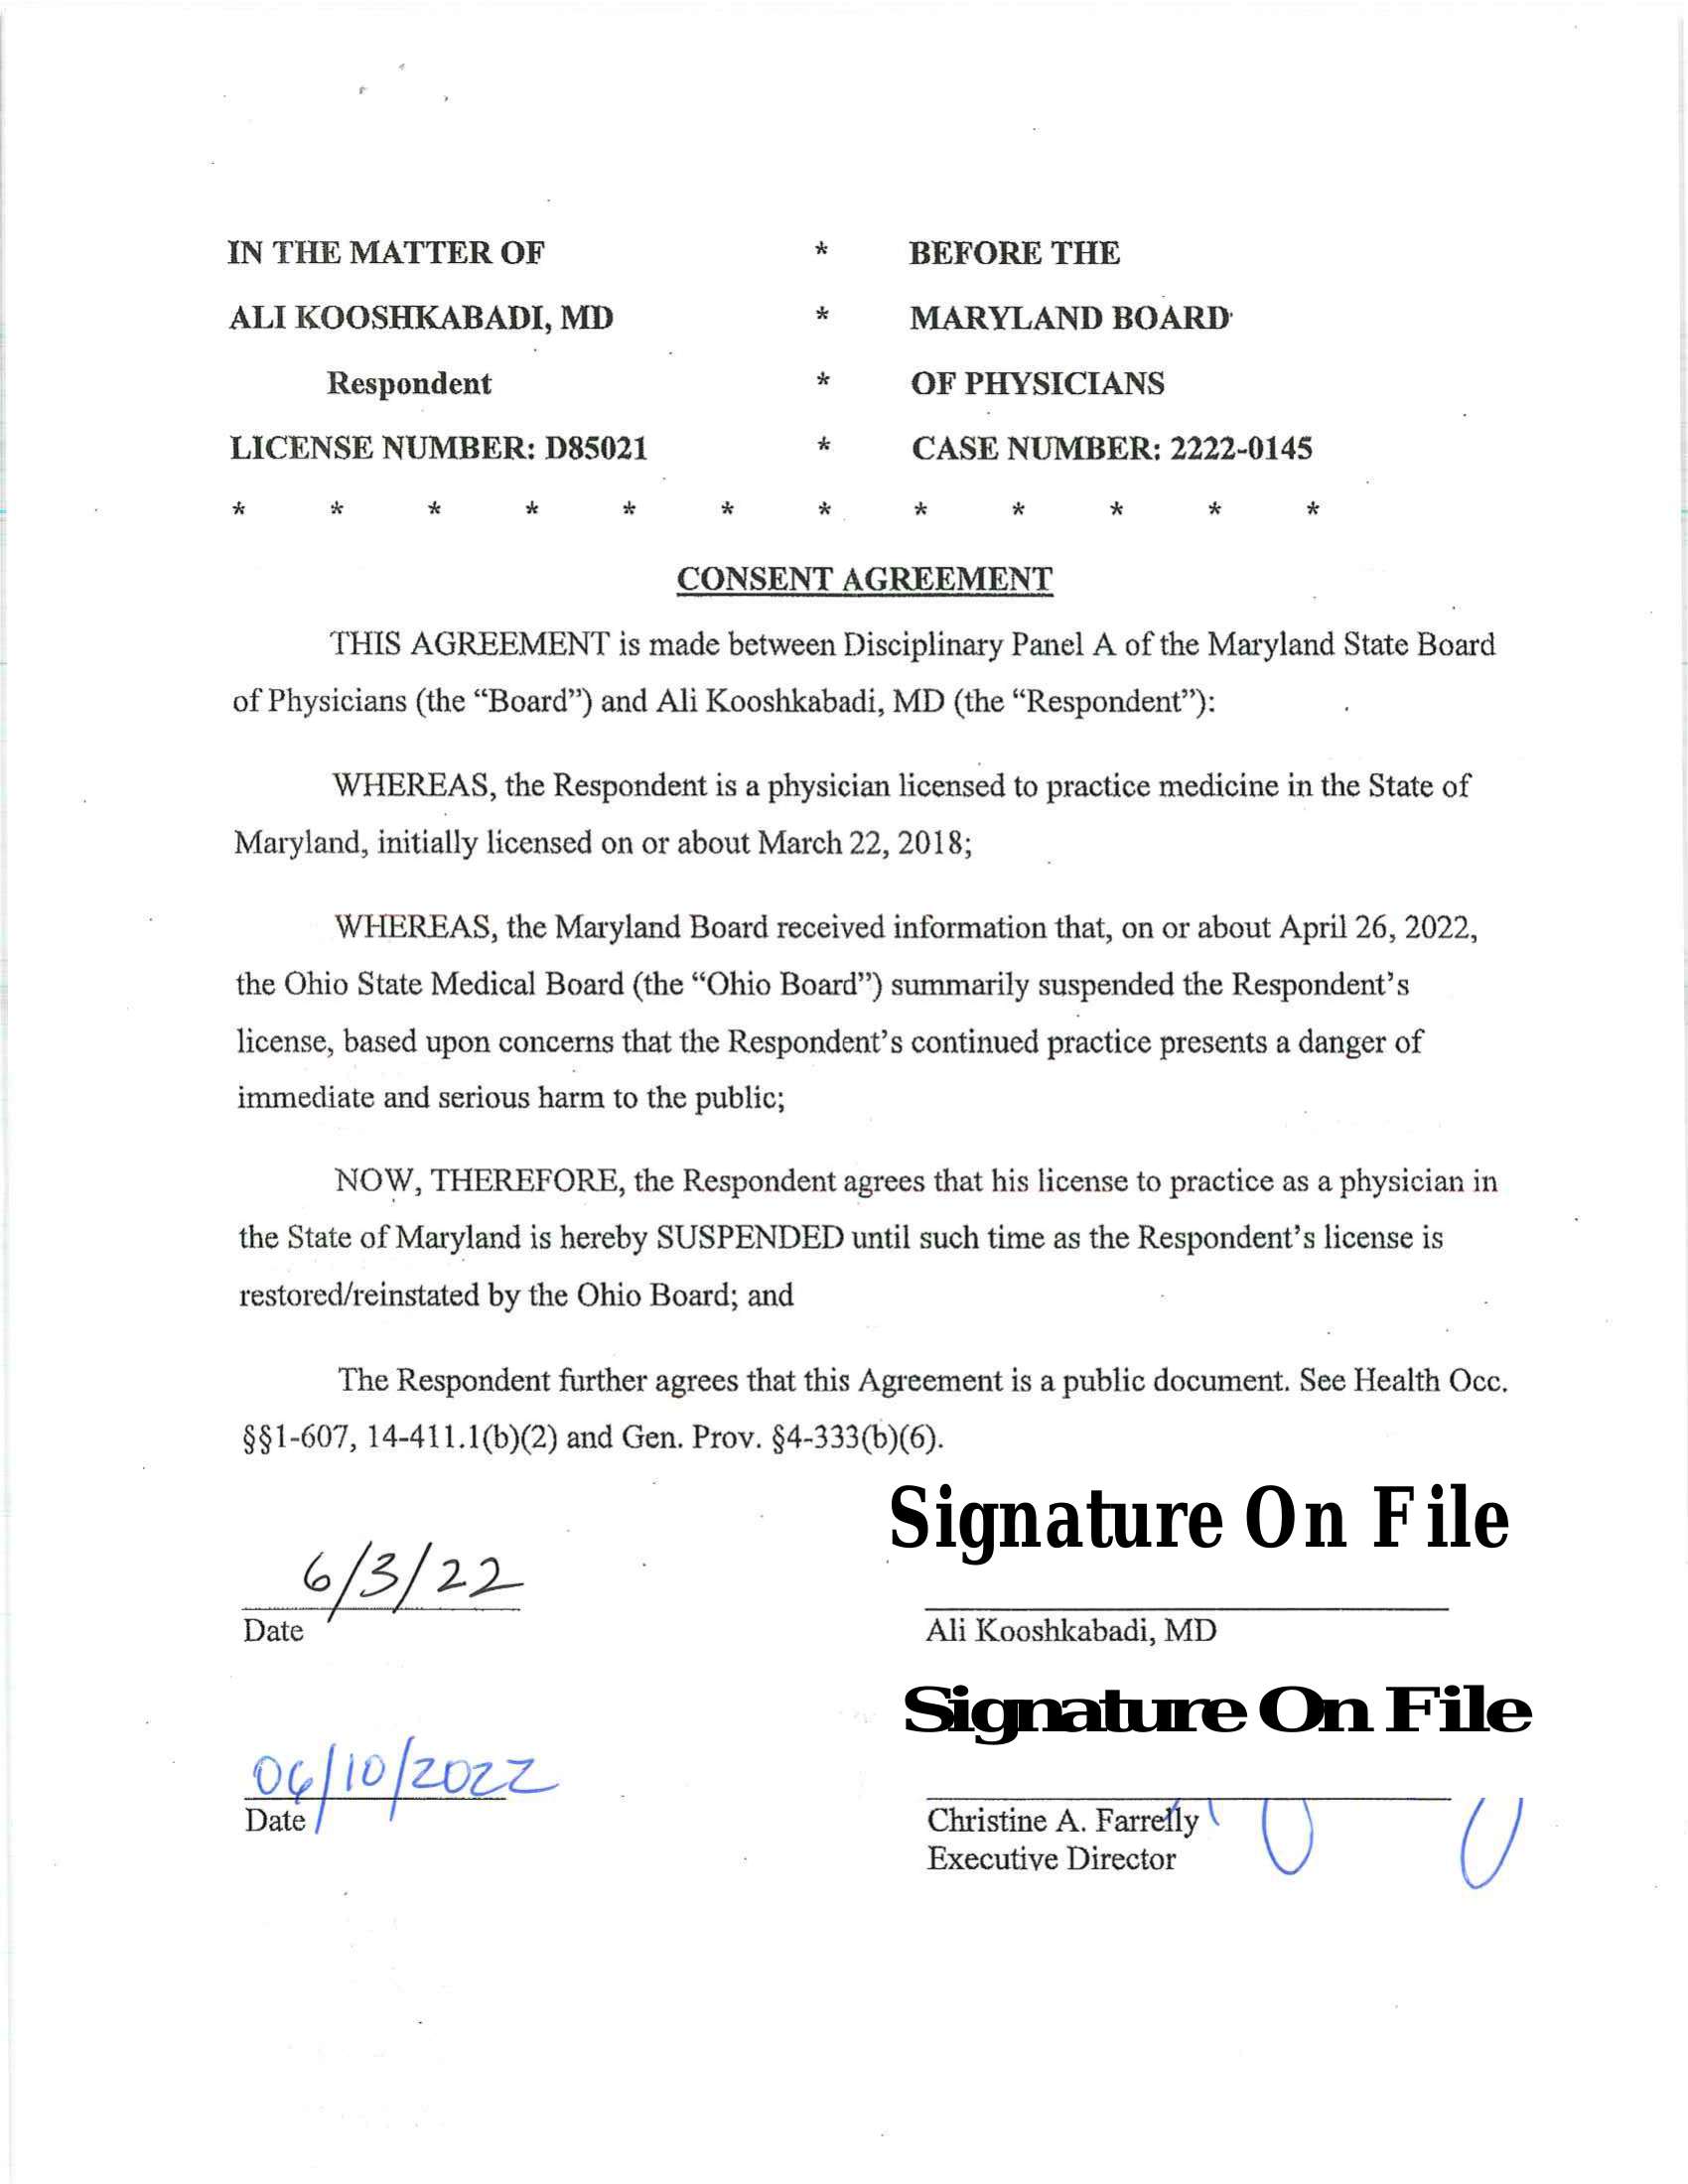 IN THE MATTER OF * BEFORE THE
ALI KOOSHKABADI, MD * MARYLAND BOARD
Respondent * OF PHYSICIANS
LICENSE NUMBER: D85021 * CASE NUMBER: 2222-0145
* * * * * * * * * * * *
CONSENT AGREEMENT
THIS AGREEMENT is made between Disciplinary Panel A of the Maryland State Board
of Physicians (the “Board”) and Ali Kooshkabadi, MD (the “Respondent”):
WHEREAS, the Respondent is a physician licensed to practice medicine in the State of
Maryland, initially licensed on or about March 22, 2018;
WHEREAS, the Maryland Board received information that, on or about April 26, 2022,
the Ohio State Medical Board (the “Ohio Board”) summarily suspended the Respondent’s
license, based upon concerns that the Respondent’s continued practice presents a danger of
immediate and serious harm to the public;
NOW, THEREFORE, the Respondent agrees that his license to practice as a physician in
the State of Maryland is hereby SUSPENDED until such time as the Respondent’s license is
restored/reinstated by the Ohio Board; and
The Respondent further agrees that this Agreement is a public document. See Health Occ.
§§1-607, 14-411.1(b)(2) and Gen. Prov. §4-333(b)(6).
Signature On File
6/3/22
Date
Ali Kooshkabadi, MD
Signature On File
06/10/2022
Date
Christine A. Farrelly
Executive Director